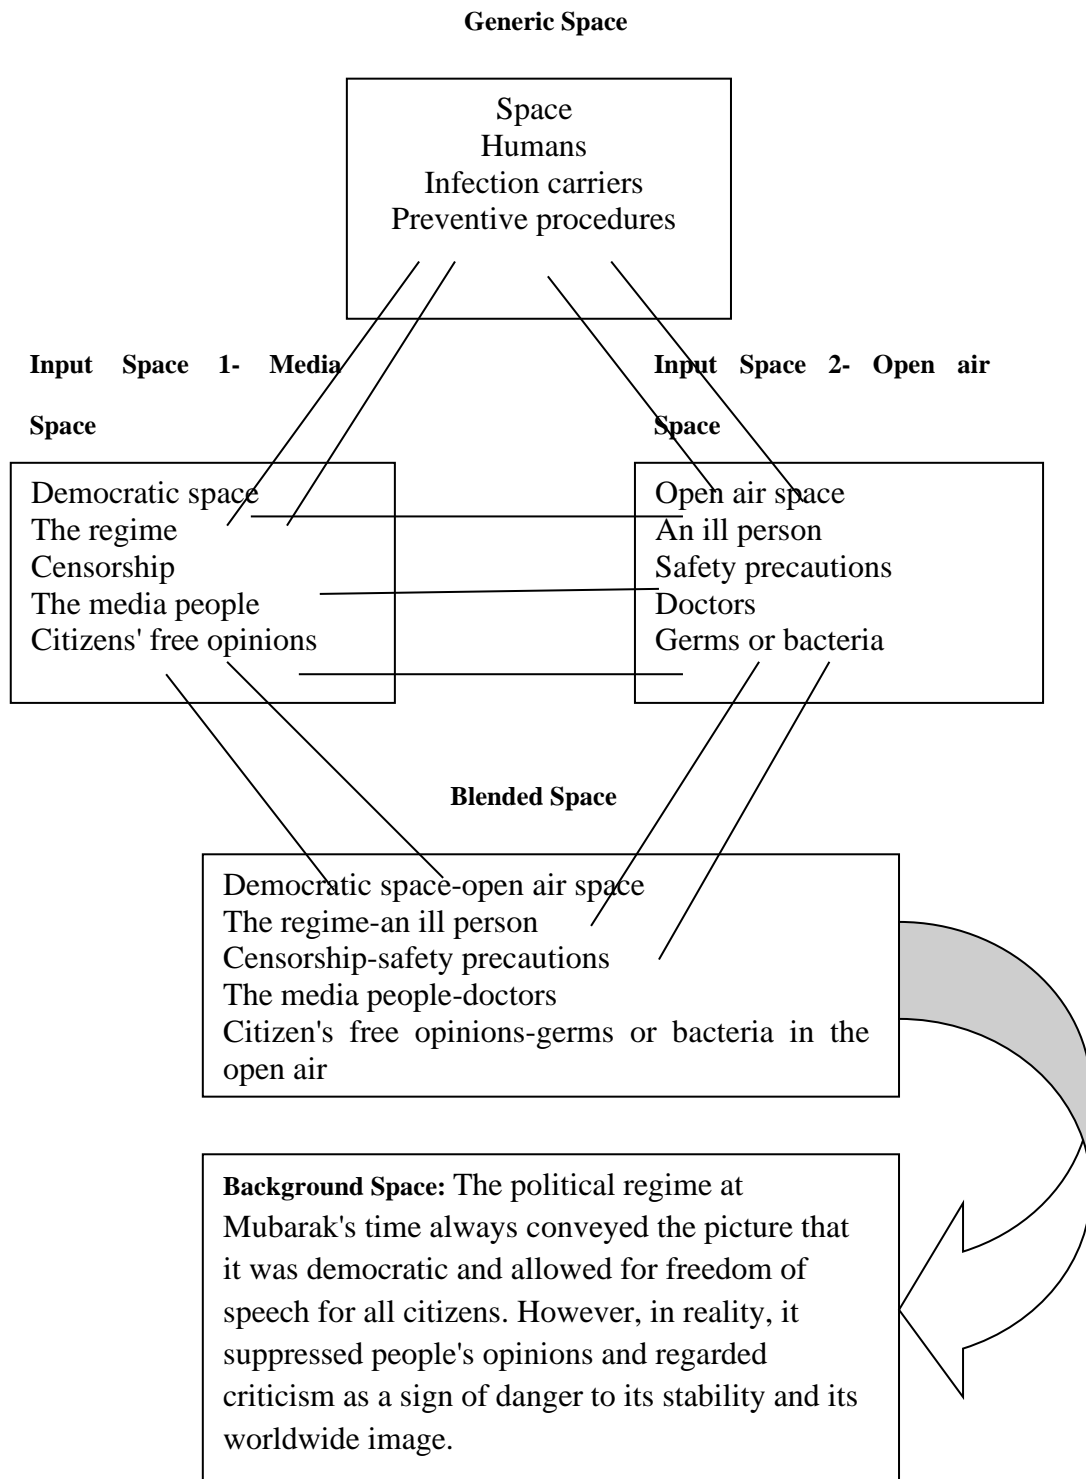 Generic Space
Space
Humans
Infection carriers
Preventive procedures
Input Space 1- Media
Space
Input Space 2- Open air
Space
Democratic space
The regime
Censorship
The media people
Citizens' free opinions
Open air space
An ill person
Safety precautions
Doctors
Germs or bacteria
Blended Space
Democratic space-open air space
The regime-an ill person
Censorship-safety precautions
The media people-doctors
Citizen's free opinions-germs or bacteria in the
open air
Background Space: The political regime at
Mubarak's time always conveyed the picture that
it was democratic and allowed for freedom of
speech for all citizens. However, in reality, it
suppressed people's opinions and regarded
criticism as a sign of danger to its stability and its
worldwide image.